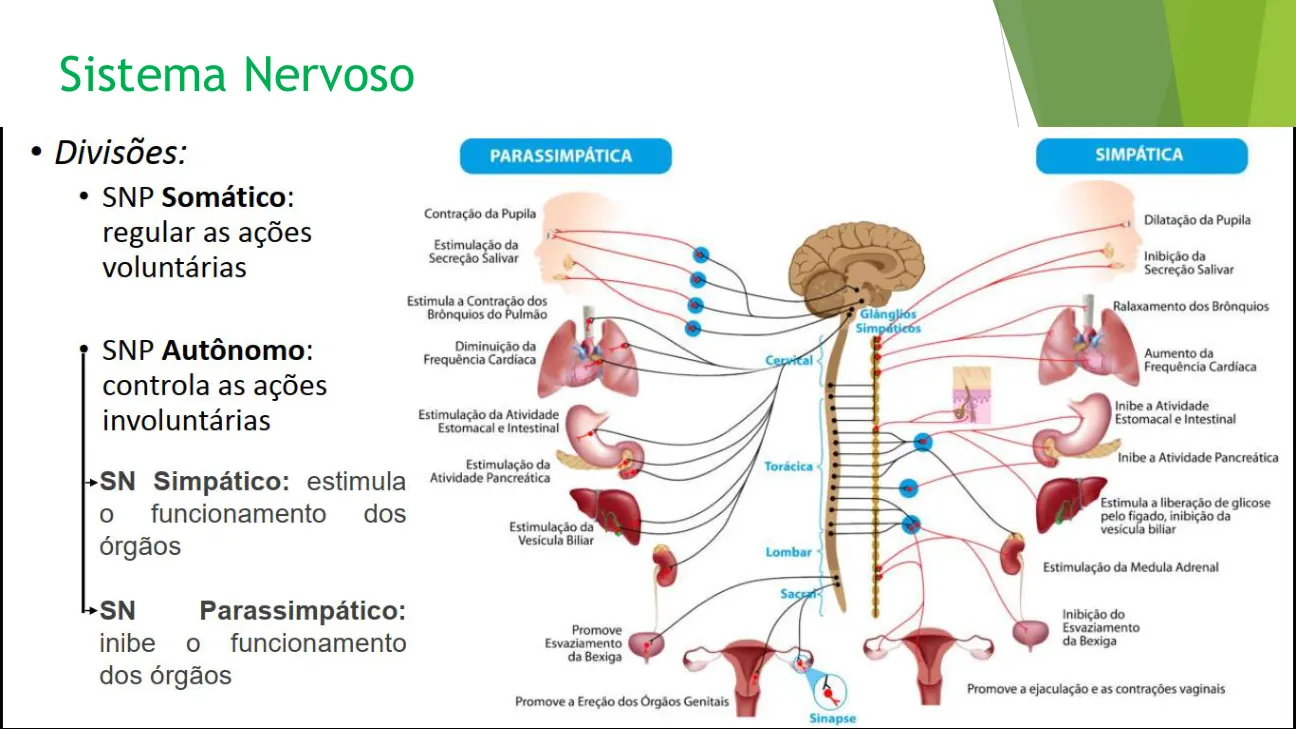 Sistema Nervoso
• Divisões:
• SNP Somático:
regular as ações
voluntárias
• SNP Autônomo:
controla as ações
involuntárias
SN Simpático: estimula
o funcionamento dos
órgãos
SN Parassimpático:
inibe o funcionamento
dos órgãos
PARASSIMPÁTICA
Contração da Pupila
Estimulação da
Secreção Salivar
Estimula a Contração dos
Brônquios do Pulmão
Diminuição da
Frequência Cardíaca
Estimulação da Atividade
Estomacal e Intestinal
Estimulação da
Atividade Pancreática
Estimulação da
Vesícula Biliar
Promove
Esvaziamento
da Bexiga
Promove a Ereção dos Órgãos Genitais
Glânglios
Simpáticos
Cervical
Torácica
Lombar
Sacral
Sinapse
SIMPÁTICA
Dilatação da Pupila
Inibição da
Secreção Salivar
Ralaxamento dos Brônquios
Aumento da
Frequência Cardíaca
Inibe a Atividade
Estomacal e Intestinal
Inibe a Atividade Pancreática
Estimula a liberação de glicose
pelo fígado, inibição da
vesícula biliar
Estimulação da Medula Adrenal
Inibição do
Esvaziamento
da Bexiga
Promove a ejaculação e as contrações vaginais